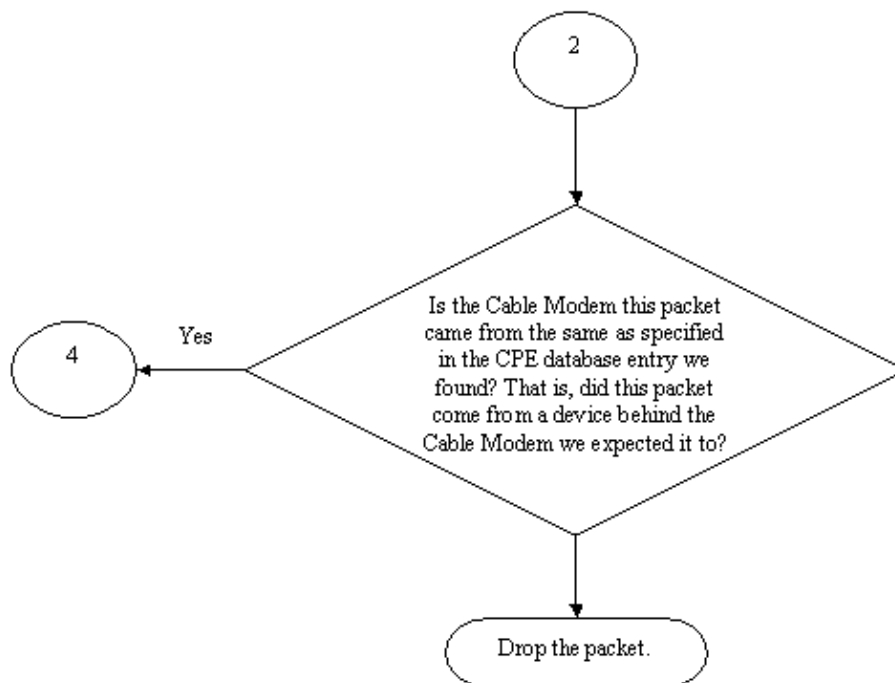 2
Is the Cable Modem this packet
came from the same as specified
in the CPE database entry we
found? That is, did this packet
come from a device behind the
Cable Modem we expected it to?
Yes
4
Drop the packet.